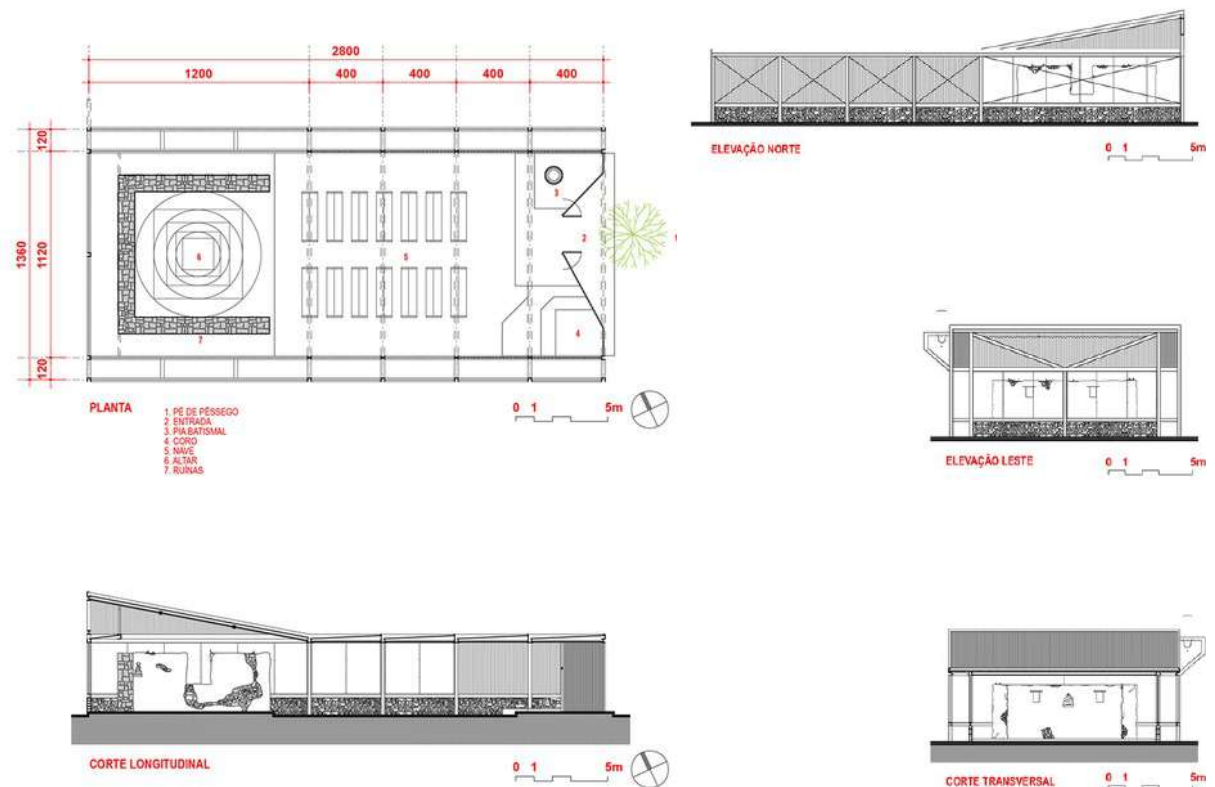 2800
1200 400 400 400 400
120
1120
1360
120
1
2
3
4
5
6
7
PLANTA
1. PÉ DE PÊSSEGO
2. ENTRADA
3. PIA BATISMAL
4. CORO
5. NAVE
6. ALTAR
7. RUÍNAS
0 1 5m
ELEVAÇÃO NORTE
0 1 5m
ELEVAÇÃO LESTE
0 1 5m
CORTE LONGITUDINAL
0 1 5m
CORTE TRANSVERSAL
0 1 5m